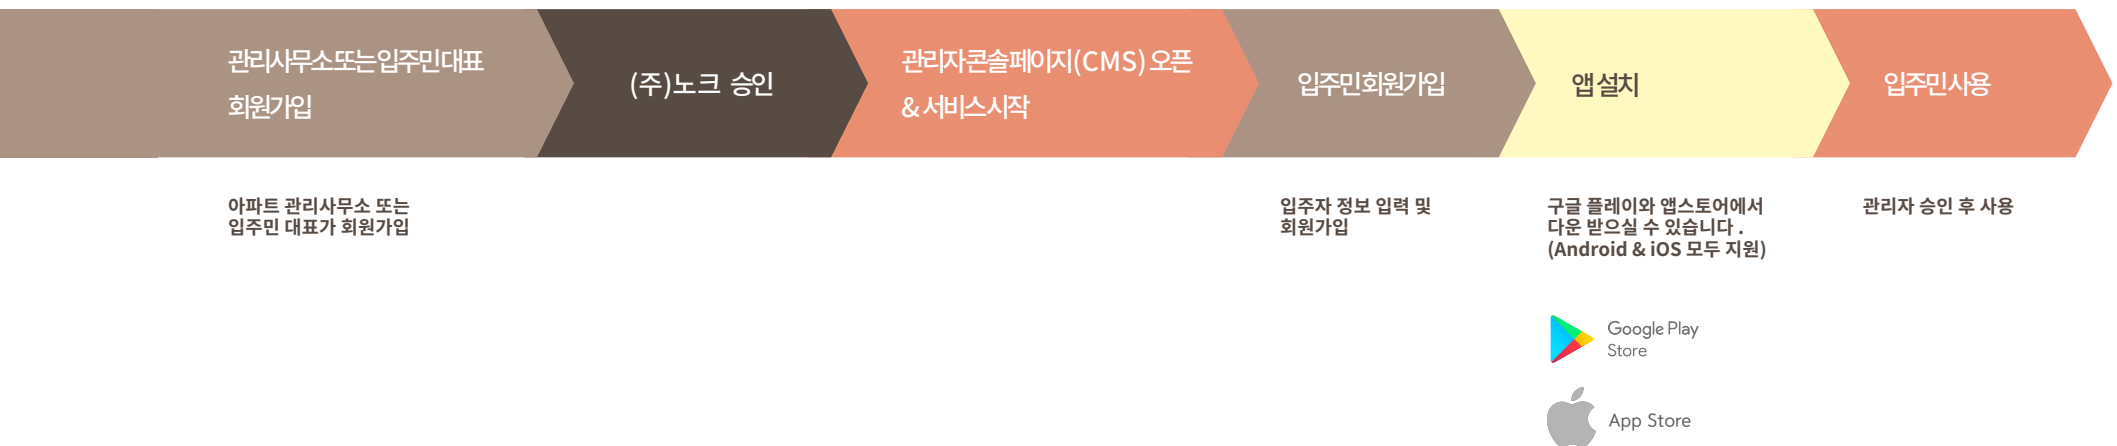 관리사무소 또는 입주민 대표
회원가입
(주)노크 승인
관리자 콘솔 페이지(CMS) 오픈
& 서비스 시작
입주민 회원가입
앱 설치
입주민 사용
아파트 관리사무소 또는
입주민 대표가 회원가입
입주자 정보 입력 및
회원가입
구글 플레이와 앱스토어에서
다운 받으실 수 있습니다 .
(Android & iOS 모두 지원)
관리자 승인 후 사용
Google Play
Store
App Store